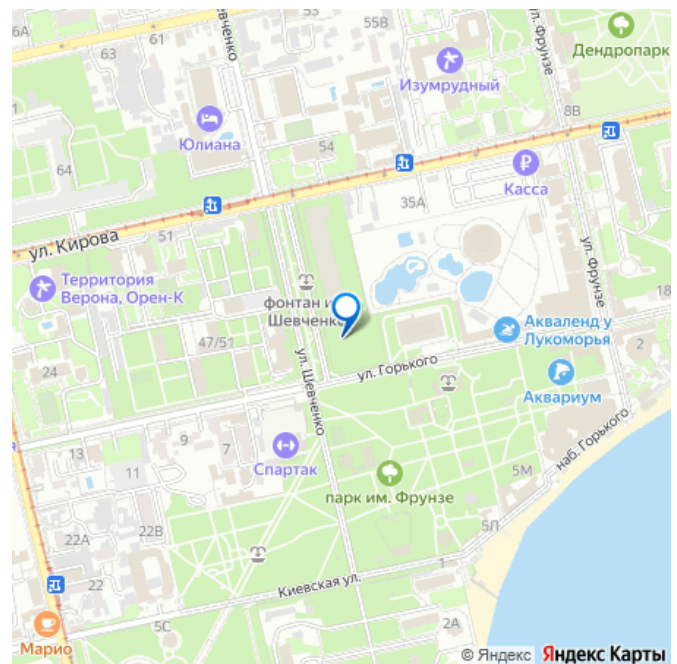 55В
53
ул. Фрунзе
Дендропарк
61
63
вченко
Изумрудный
8В
Юлиана
54
64
Касса
35А
51
ул. Кирова
Территория
Верона, Орен-К
ул. Фрунзе
18
фонтан и
Шевченко
Акваленд у
Лукоморья
2
47/51
24
ул. Шевченко
ул. Горького
Аквариум
наб. Горького
9
7
13
11
Спартак
5М
парк им. Фрунзе
22В
5Л
22А
22
Киевская ул.
1
5С
2А
Марио
© Яндекс Яндекс Карты